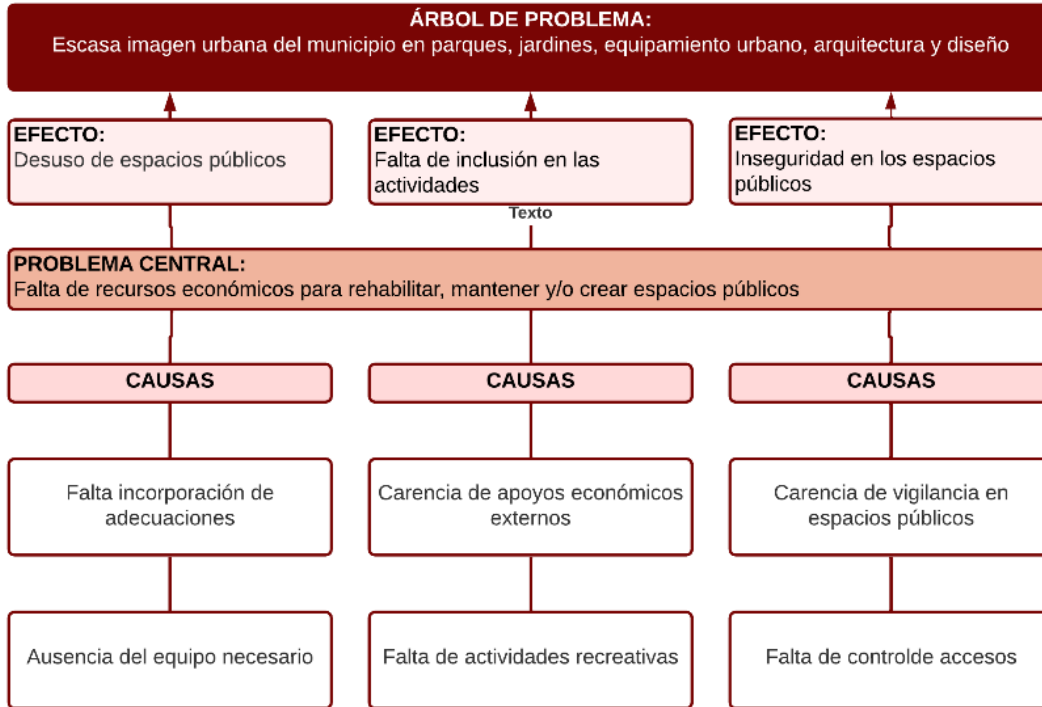 ÁRBOL DE PROBLEMA:
Escasa imagen urbana del municipio en parques, jardines, equipamiento urbano, arquitectura y diseño
EFECTO:
Desuso de espacios públicos
EFECTO:
Falta de inclusión en las
actividades
EFECTO:
Inseguridad en los espacios
públicos
Texto
PROBLEMA CENTRAL:
Falta de recursos económicos para rehabilitar, mantener y/o crear espacios públicos
CAUSAS
CAUSAS
CAUSAS
Falta incorporación de
adecuaciones
Carencia de apoyos económicos
externos
Carencia de vigilancia en
espacios públicos
Ausencia del equipo necesario
Falta de actividades recreativas
Falta de controlde accesos